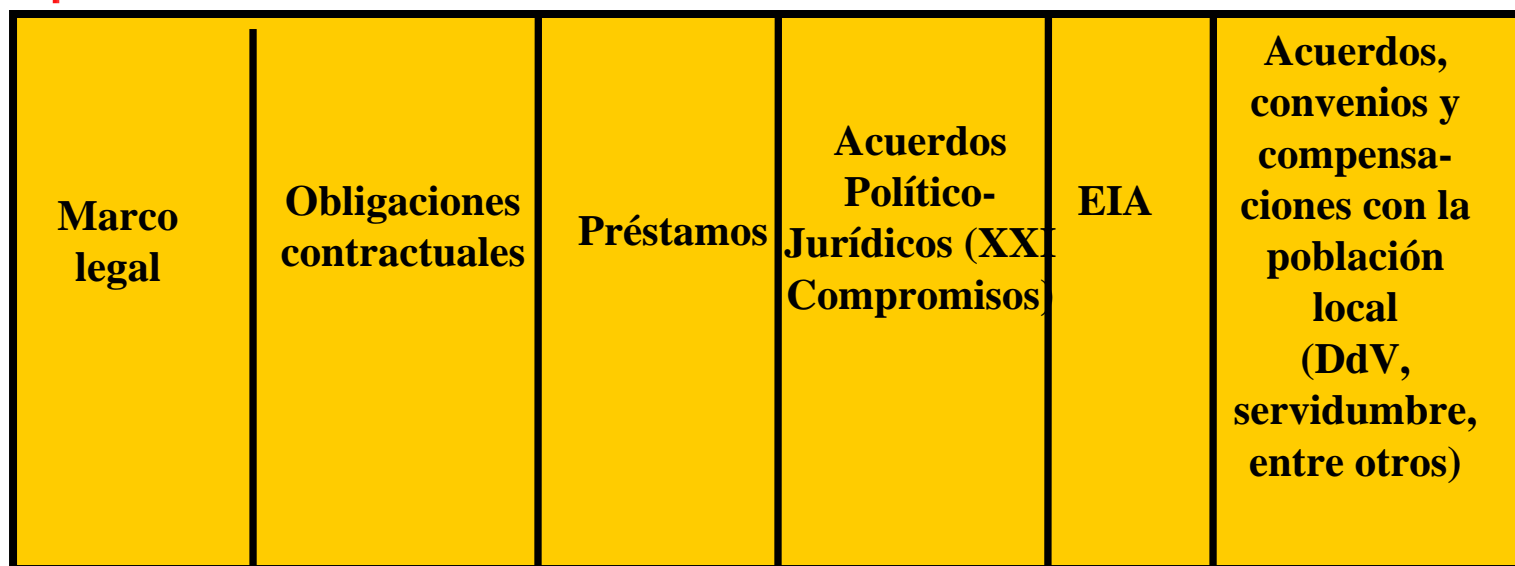 Marco
legal
Obligaciones
contractuales
Préstamos
Acuerdos
Político-
Jurídicos (XXI
Compromisos)
EIA
Acuerdos,
convenios y
compensa-
ciones con la
población
local
(DdV,
servidumbre,
entre otros)